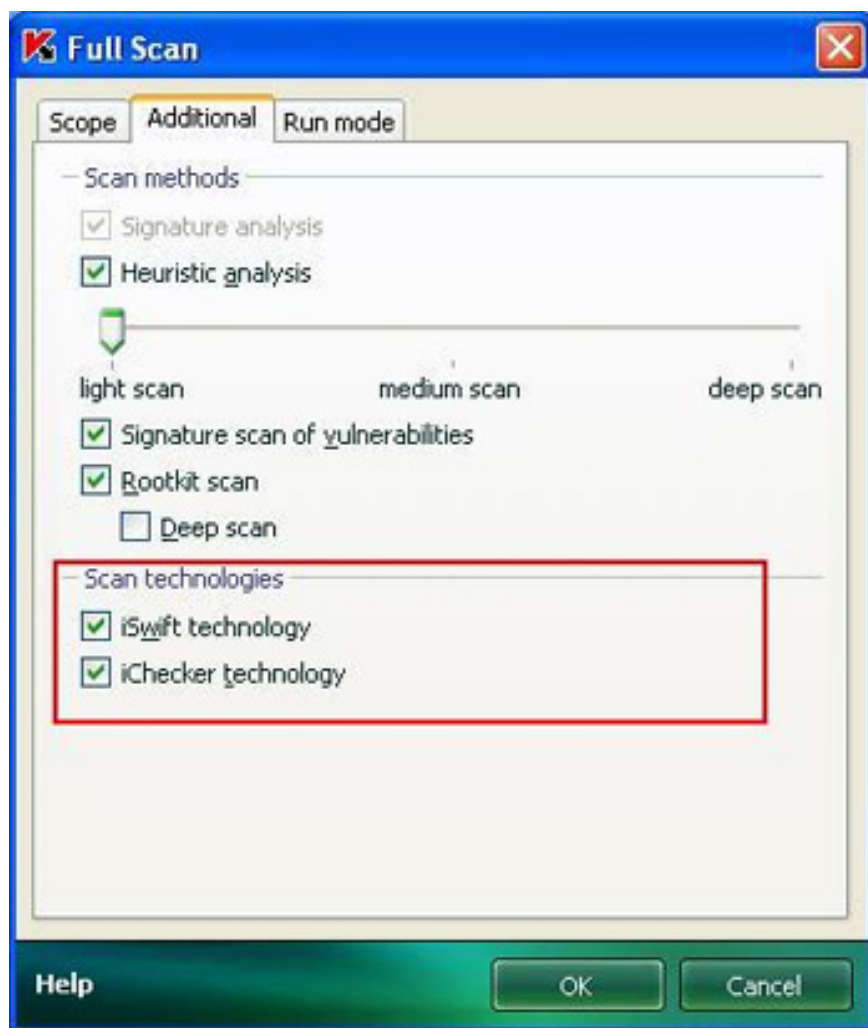 Full Scan
Scope Additional Run mode
Scan methods
Signature analysis
Heuristic analysis
light scan medium scan deep scan
Signature scan of vulnerabilities
Rootkit scan
Deep scan
Scan technologies
iSwift technology
iChecker technology
Help OK Cancel